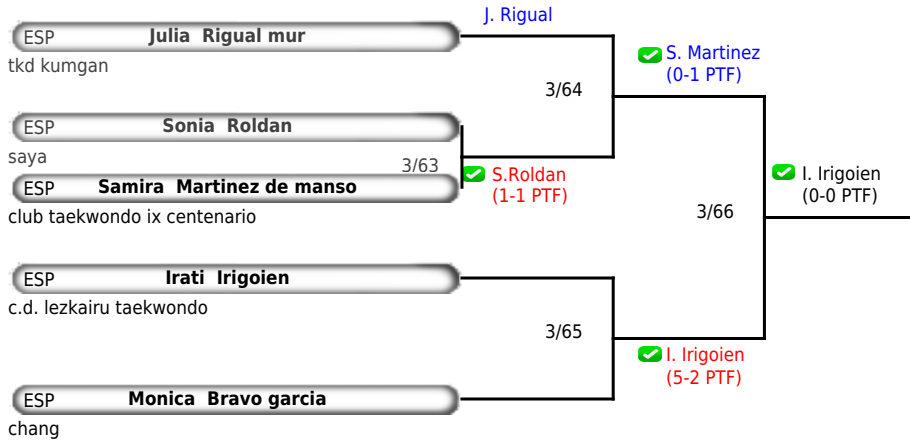 J. Rigual
ESP Julia Rigual mur
tkd kumgan
S. Martinez
(0-1 PTF)
3/64
ESP Sonia Roldan
saya
3/63
S.Roldan
(1-1 PTF)
ESP Samira Martinez de manso
club taekwondo ix centenario
I. Irigoien
(0-0 PTF)
3/66
ESP Irati Irigoien
c.d. lezkairu taekwondo
3/65
I. Irigoien
(5-2 PTF)
ESP Monica Bravo garcia
chang